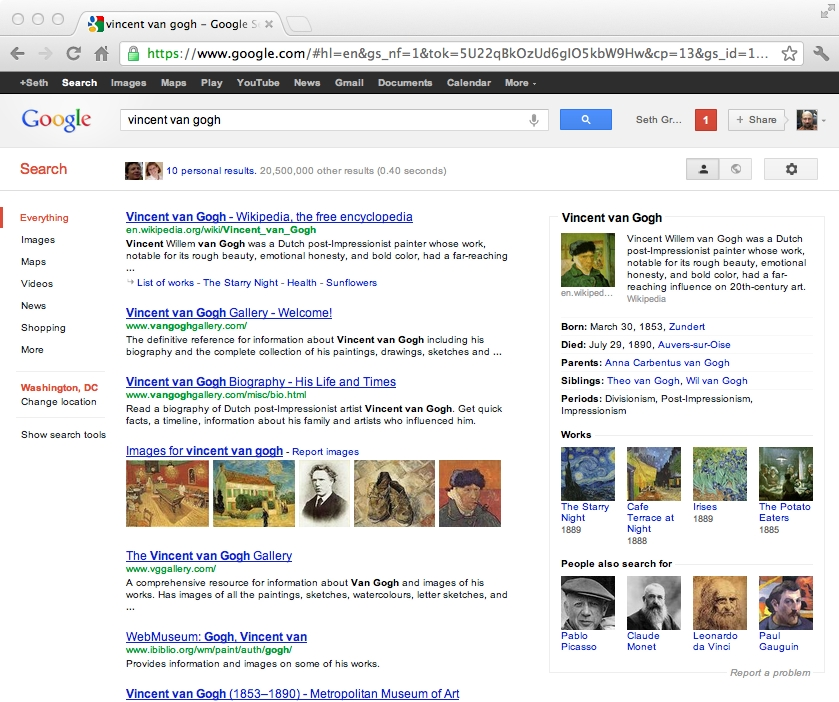 vincent van gogh – Google S
https://www.google.com/#hl=en&gs_nf=1&tok=5U22qBkOzUd6gIO5kbW9Hw&cp=13&gs_id=1...
+Seth Search Images Maps Play YouTube News Gmail Documents Calendar More
Google
vincent van gogh
Seth Gr...
1
+ Share
Search
10 personal results. 20,500,000 other results (0.40 seconds)
Everything
Images
Maps
Videos
News
Shopping
More
Washington, DC
Change location
Show search tools
Vincent van Gogh - Wikipedia, the free encyclopedia
en.wikipedia.org/wiki/Vincent_van_Gogh
Vincent Willem van Gogh was a Dutch post-Impressionist painter whose work,
notable for its rough beauty, emotional honesty, and bold color, had a far-reaching
...
List of works - The Starry Night - Health - Sunflowers
Vincent van Gogh Gallery - Welcome!
www.vangoghgallery.com/
The definitive reference for information about Vincent van Gogh including his
biography and the complete collection of his paintings, drawings, sketches and ...
Vincent van Gogh Biography - His Life and Times
www.vangoghgallery.com/misc/bio.html
Read a biography of Dutch post-Impressionist artist Vincent van Gogh. Get quick
facts, a timeline, information about his family and artists who influenced him.
Images for vincent van gogh - Report images
The Vincent van Gogh Gallery
www.vggallery.com/
A comprehensive resource for information about Van Gogh and images of his
works. Has images of all the paintings, sketches, watercolours, letter sketches, and
...
WebMuseum: Gogh, Vincent van
www.ibiblio.org/wm/paint/auth/gogh/
Provides information and images on some of his works.
Vincent van Gogh (1853–1890) - Metropolitan Museum of Art
Vincent van Gogh
en.wikiped...
Vincent Willem van Gogh was a Dutch
post-Impressionist painter whose work,
notable for its rough beauty, emotional
honesty, and bold color, had a far-
reaching influence on 20th-century art.
Wikipedia
Born: March 30, 1853, Zundert
Died: July 29, 1890, Auvers-sur-Oise
Parents: Anna Carbentus van Gogh
Siblings: Theo van Gogh, Wil van Gogh
Periods: Divisionism, Post-Impressionism,
Impressionism
Works
The Starry
Night
1889
Cafe
Terrace at
Night
1888
Irises
1889
The Potato
Eaters
1885
People also search for
Pablo
Picasso
Claude
Monet
Leonardo
da Vinci
Paul
Gauguin
Report a problem